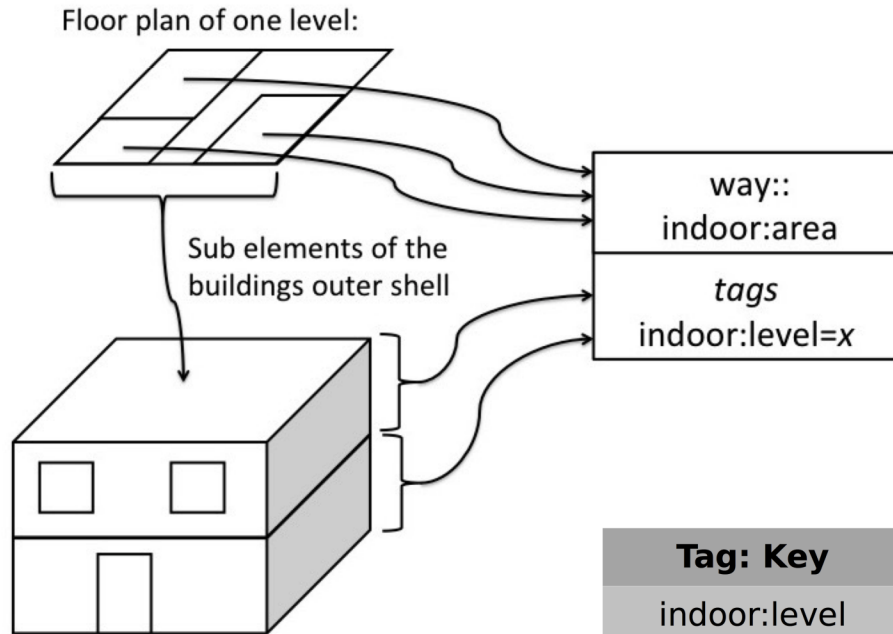 Floor plan of one level:
way::
indoor:area
Sub elements of the
buildings outer shell
tags
indoor:level=x
Tag: Key
indoor:level